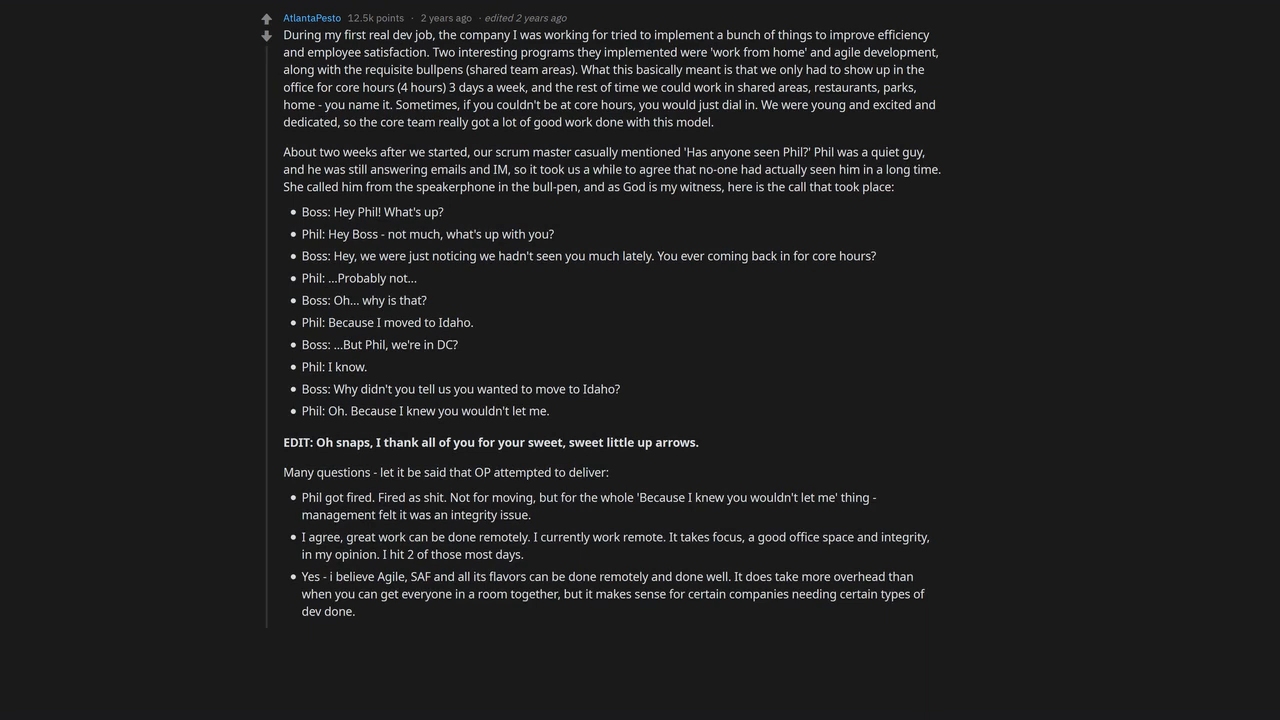 AtlantaPesto 12.5k points · 2 years ago · edited 2 years ago
During my first real dev job, the company I was working for tried to implement a bunch of things to improve efficiency
and employee satisfaction. Two interesting programs they implemented were 'work from home' and agile development,
along with the requisite bullpens (shared team areas). What this basically meant is that we only had to show up in the
office for core hours (4 hours) 3 days a week, and the rest of time we could work in shared areas, restaurants, parks,
home - you name it. Sometimes, if you couldn't be at core hours, you would just dial in. We were young and excited and
dedicated, so the core team really got a lot of good work done with this model.
About two weeks after we started, our scrum master casually mentioned 'Has anyone seen Phil?' Phil was a quiet guy,
and he was still answering emails and IM, so it took us a while to agree that no-one had actually seen him in a long time.
She called him from the speakerphone in the bull-pen, and as God is my witness, here is the call that took place:
• Boss: Hey Phil! What's up?
• Phil: Hey Boss - not much, what's up with you?
• Boss: Hey, we were just noticing we hadn't seen you much lately. You ever coming back in for core hours?
• Phil: ...Probably not...
• Boss: Oh... why is that?
• Phil: Because I moved to Idaho.
• Boss: ...But Phil, we're in DC?
• Phil: I know.
• Boss: Why didn't you tell us you wanted to move to Idaho?
• Phil: Oh. Because I knew you wouldn't let me.
EDIT: Oh snaps, I thank all of you for your sweet, sweet little up arrows.
Many questions - let it be said that OP attempted to deliver:
• Phil got fired. Fired as shit. Not for moving, but for the whole 'Because I knew you wouldn't let me' thing -
management felt it was an integrity issue.
• I agree, great work can be done remotely. I currently work remote. It takes focus, a good office space and integrity,
in my opinion. I hit 2 of those most days.
• Yes - i believe Agile, SAF and all its flavors can be done remotely and done well. It does take more overhead than
when you can get everyone in a room together, but it makes sense for certain companies needing certain types of
dev done.